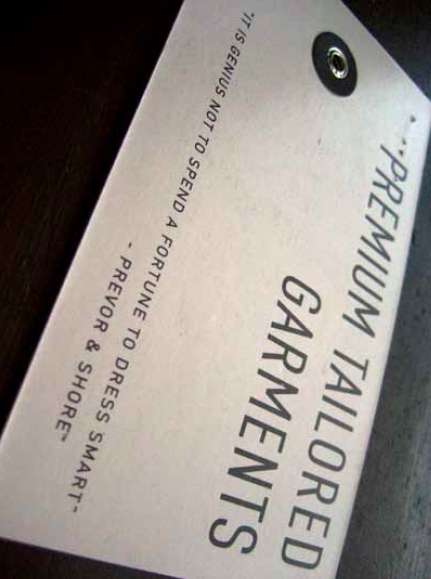 "...PREMIUM TAILORED
GARMENTS
"IT IS GENIUS NOT TO SPEND A FORTUNE TO DRESS SMART"
- PREVOR & SHORE™